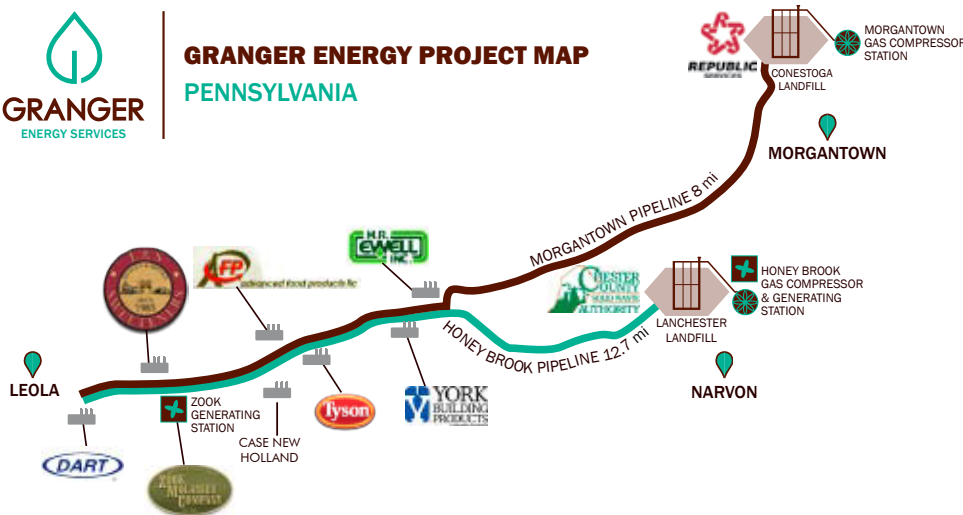 GRANGER
ENERGY SERVICES
GRANGER ENERGY PROJECT MAP
PENNSYLVANIA
REPUBLIC
SERVICES
CONESTOGA
LANDFILL
MORGANTOWN
GAS COMPRESSOR
STATION
MORGANTOWN
MORGANTOWN PIPELINE 8 mi
H.R.
EWELL
INC.
AFP
advanced food products llc
CHESTER
COUNTY
SOLID WASTE
AUTHORITY
LANCHESTER
LANDFILL
HONEY BROOK
GAS COMPRESSOR
& GENERATING
STATION
HONEY BROOK PIPELINE 12.7 mi
NARVON
LEOLA
ZOOK
GENERATING
STATION
CASE NEW
HOLLAND
Tyson
YORK
BUILDING
PRODUCTS
DART
ZOOK
MOLASSES
COMPANY